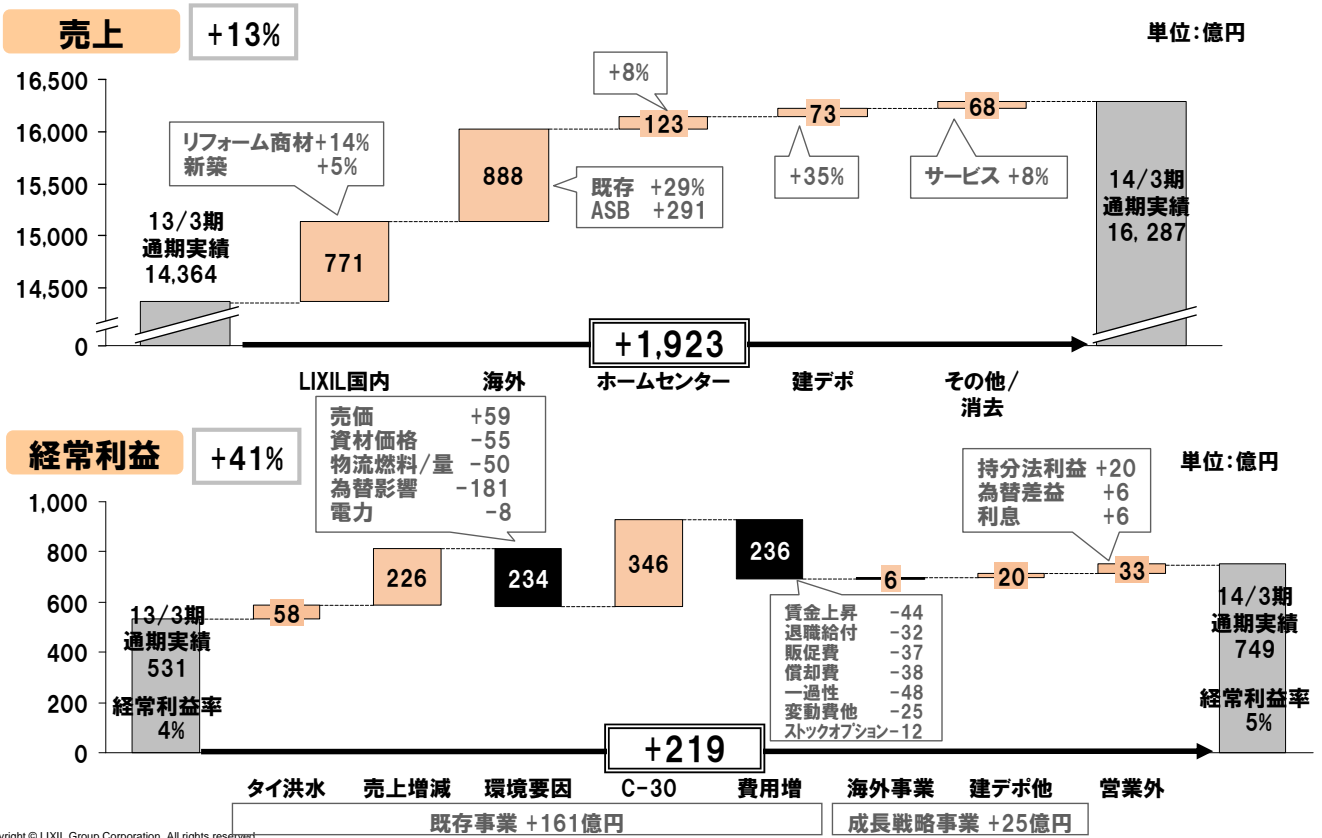 売上
+13%
単位：億円
16,500
16,000
15,500
15,000
14,500
0
13/3期
通期実績
14,364
リフォーム商材+14%
新築 +5%
771
888
既存 +29%
ASB +291
+8%
123
73
+35%
68
サービス +8%
14/3期
通期実績
16,287
+1,923
LIXIL国内
海外
ホームセンター
建デポ
その他/
消去
経常利益
+41%
単位：億円
1,000
800
600
400
200
0
13/3期
通期実績
531
経常利益率
4%
58
226
売価 +59
資材価格 -55
物流燃料/量 -50
為替影響 -181
電力 -8
234
346
236
賃金上昇 -44
退職給付 -32
販促費 -37
償却費 -38
一過性 -48
変動費他 -25
ストックオプション-12
6
20
持分法利益 +20
為替差益 +6
利息 +6
33
14/3期
通期実績
749
経常利益率
5%
+219
タイ洪水
売上増減
環境要因
C-30
費用増
海外事業
建デポ他
営業外
既存事業 +161億円
成長戦略事業 +25億円
pyright © LIXIL Group Corporation, All rights reserved.